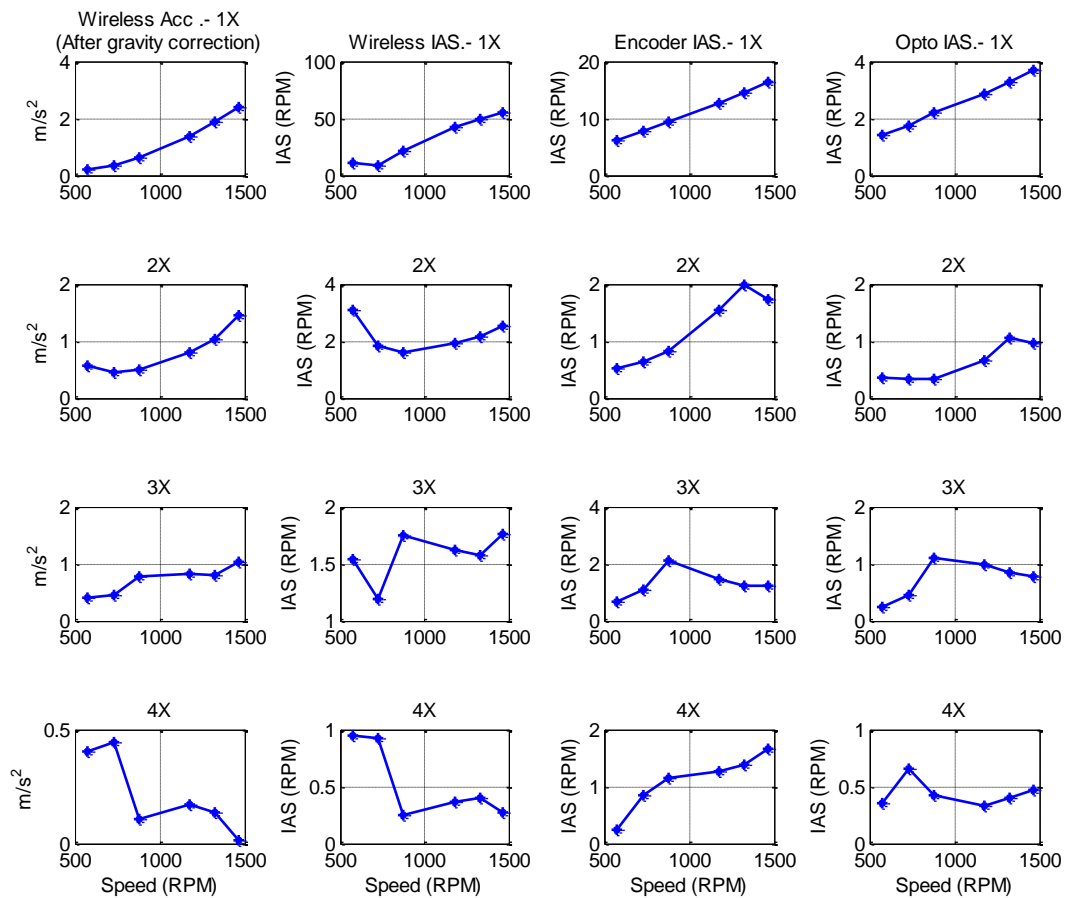 Wireless Acc .- 1X
(After gravity correction)
4
2
0
m/s²
500 1000 1500
Wireless IAS.- 1X
100
50
0
IAS (RPM)
500 1000 1500
Encoder IAS.- 1X
20
10
0
IAS (RPM)
500 1000 1500
Opto IAS.- 1X
4
2
0
IAS (RPM)
500 1000 1500
2X
2
1
0
m/s²
500 1000 1500
2X
4
2
0
IAS (RPM)
500 1000 1500
2X
2
1
0
IAS (RPM)
500 1000 1500
2X
2
1
0
IAS (RPM)
500 1000 1500
3X
2
1
0
m/s²
500 1000 1500
3X
2
1.5
1
IAS (RPM)
500 1000 1500
3X
4
2
0
IAS (RPM)
500 1000 1500
3X
2
1
0
IAS (RPM)
500 1000 1500
4X
0.5
0
m/s²
500 1000 1500
Speed (RPM)
4X
1
0.5
0
IAS (RPM)
500 1000 1500
Speed (RPM)
4X
2
1
0
IAS (RPM)
500 1000 1500
Speed (RPM)
4X
1
0.5
0
IAS (RPM)
500 1000 1500
Speed (RPM)